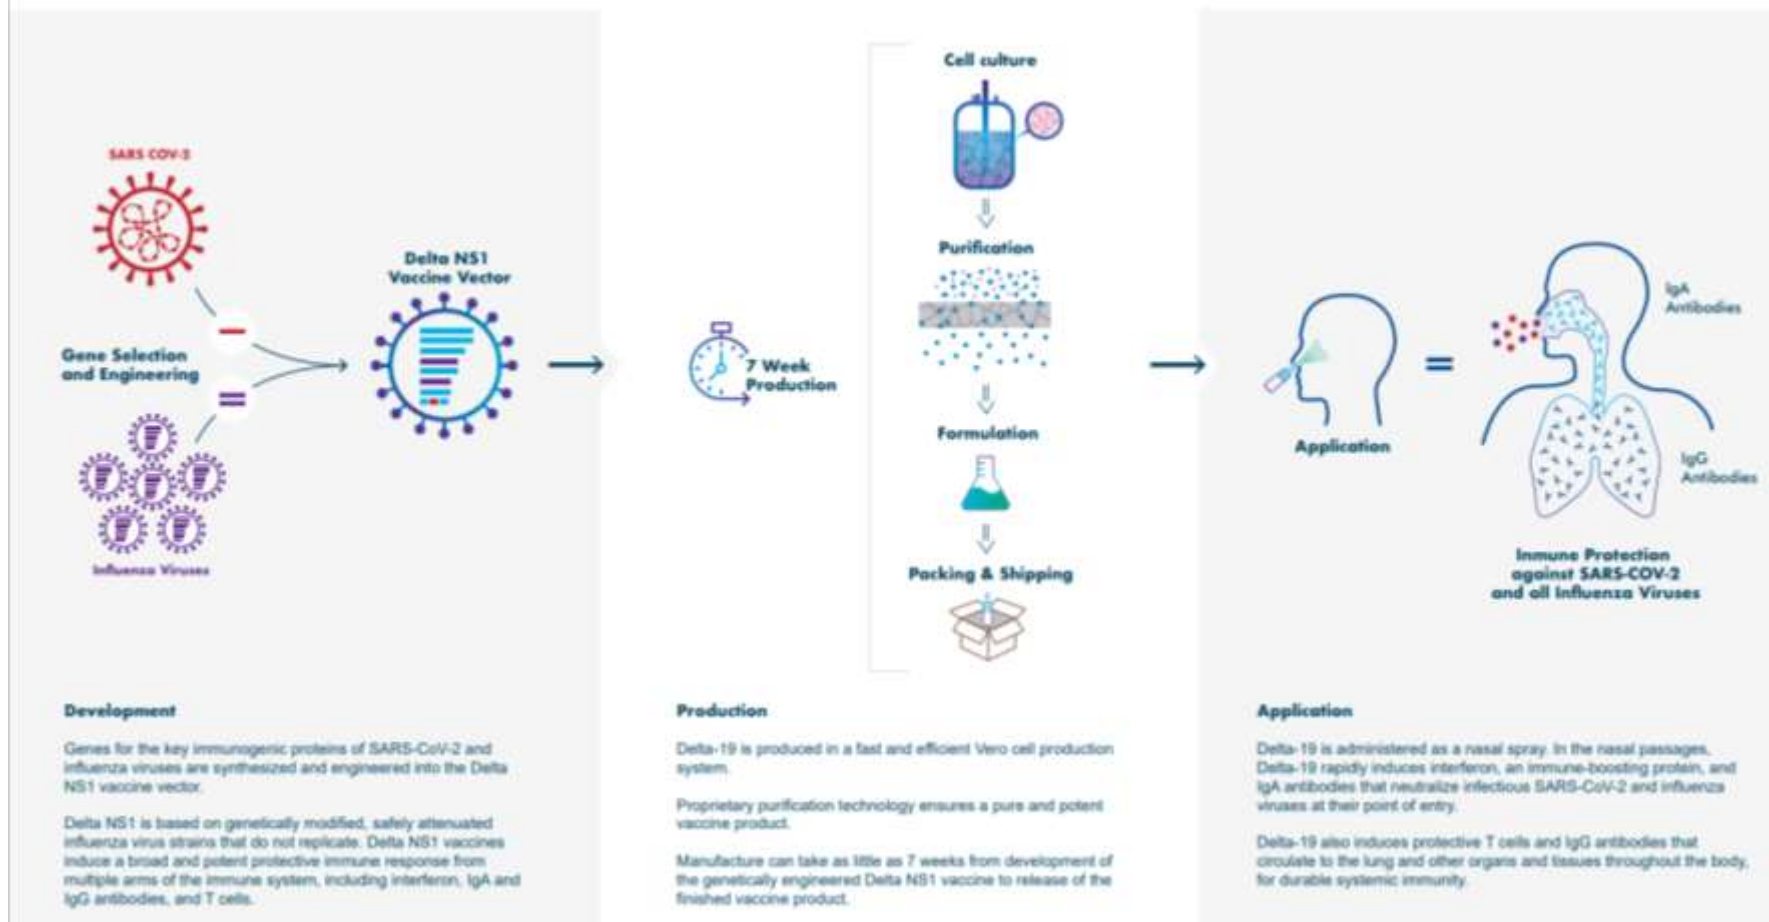 SARS COV-2
Gene Selection
and Engineering
Influenza Viruses
Delta NS1
Vaccine Vector
7 Week
Production
Cell culture
Purification
Formulation
Packing & Shipping
Application
IgA
Antibodies
IgG
Antibodies
Inmune Protection
against SARS-COV-2
and all Influenza Viruses
Development
Genes for the key immunogenic proteins of SARS-CoV-2 and
influenza viruses are synthesized and engineered into the Delta
NS1 vaccine vector.
Delta NS1 is based on genetically modified, safely attenuated
influenza virus strains that do not replicate. Delta NS1 vaccines
induce a broad and potent protective immune response from
multiple arms of the immune system, including interferon, IgA and
IgG antibodies, and T cells.
Production
Delta-19 is produced in a fast and efficient Vero cell production
system.
Proprietary purification technology ensures a pure and potent
vaccine product.
Manufacture can take as little as 7 weeks from development of
the genetically engineered Delta NS1 vaccine to release of the
finished vaccine product.
Application
Delta-19 is administered as a nasal spray. In the nasal passages,
Delta-19 rapidly induces interferon, an immune-boosting protein, and
IgA antibodies that neutralize infectious SARS-CoV-2 and influenza
viruses at their point of entry.
Delta-19 also induces protective T cells and IgG antibodies that
circulate to the lung and other organs and tissues throughout the body,
for durable systemic immunity.